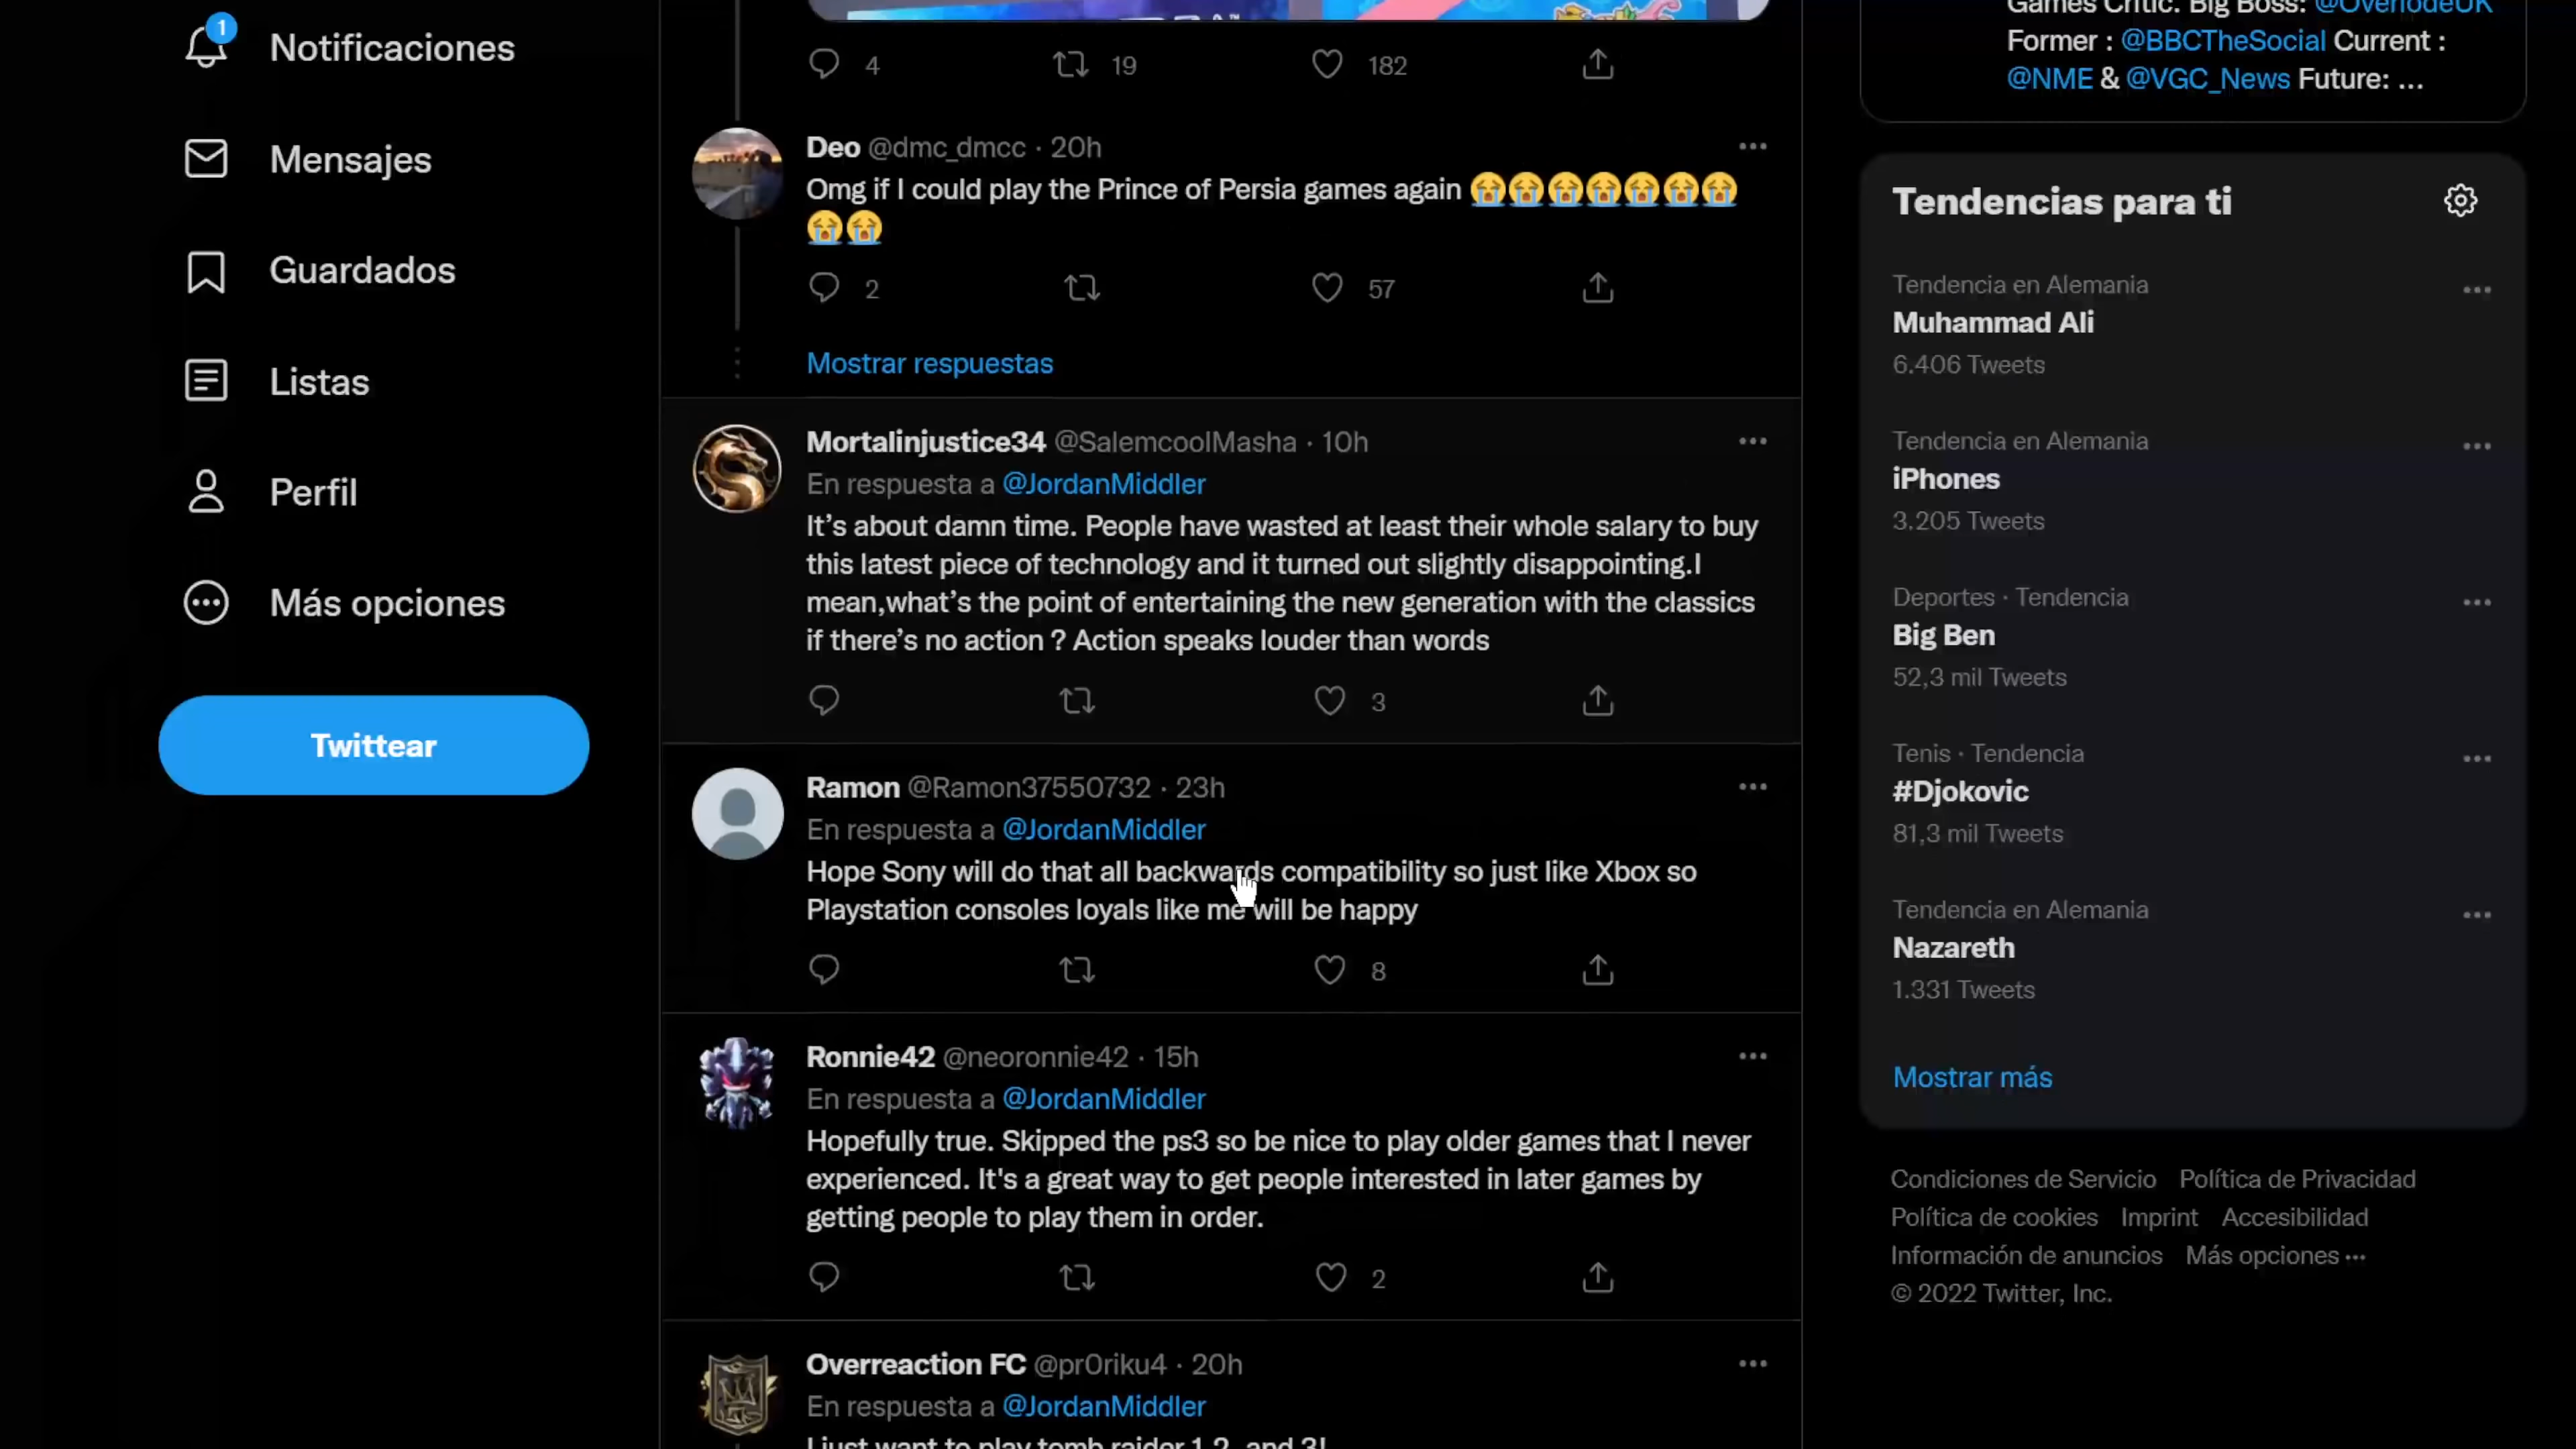 1
Notificaciones
Mensajes
Guardados
Listas
Perfil
Más opciones
Twittear
4 19 182
Deo @dmc_dmcc · 20h
Omg if I could play the Prince of Persia games again 😭😭😭😭😭😭😭
😭😭
2 57
Mostrar respuestas
Mortalinjustice34 @SalemcoolMasha · 10h
En respuesta a @JordanMiddler
It’s about damn time. People have wasted at least their whole salary to buy
this latest piece of technology and it turned out slightly disappointing.I
mean,what’s the point of entertaining the new generation with the classics
if there’s no action ? Action speaks louder than words
3
Ramon @Ramon37550732 · 23h
En respuesta a @JordanMiddler
Hope Sony will do that all backwards compatibility so just like Xbox so
Playstation consoles loyals like me will be happy
8
Ronnie42 @neoronnie42 · 15h
En respuesta a @JordanMiddler
Hopefully true. Skipped the ps3 so be nice to play older games that I never
experienced. It's a great way to get people interested in later games by
getting people to play them in order.
2
Overreaction FC @pr0riku4 · 20h
En respuesta a @JordanMiddler
I just want to play tomb raider 1,2, and 3!
Games Critic. Big Boss: @OverlodeUK
Former : @BBCTheSocial Current :
@NME & @VGC_News Future: ...
Tendencias para ti
Tendencia en Alemania
Muhammad Ali
6.406 Tweets
Tendencia en Alemania
iPhones
3.205 Tweets
Deportes · Tendencia
Big Ben
52,3 mil Tweets
Tenis · Tendencia
#Djokovic
81,3 mil Tweets
Tendencia en Alemania
Nazareth
1.331 Tweets
Mostrar más
Condiciones de Servicio Política de Privacidad
Política de cookies Imprint Accesibilidad
Información de anuncios Más opciones ...
© 2022 Twitter, Inc.